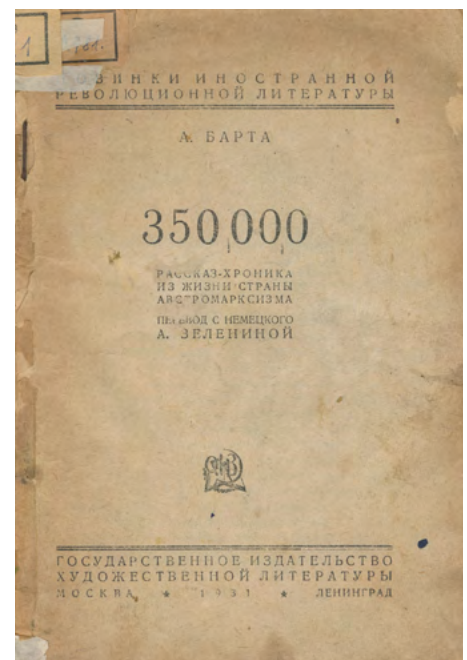 1
НОВИНКИ ИНОСТРАННОЙ
РЕВОЛЮЦИОННОЙ ЛИТЕРАТУРЫ
А. БАРТА
350,000
РАССКАЗ-ХРОНИКА
ИЗ ЖИЗНИ СТРАНЫ
АВСТРОМАРКСИЗМА
ПЕРЕВОД С НЕМЕЦКОГО
А. ЗЕЛЕНИНОЙ
ГОСУДАРСТВЕННОЕ ИЗДАТЕЛЬСТВО
ХУДОЖЕСТВЕННОЙ ЛИТЕРАТУРЫ
МОСКВА ★ 1931 ★ ЛЕНИНГРАД